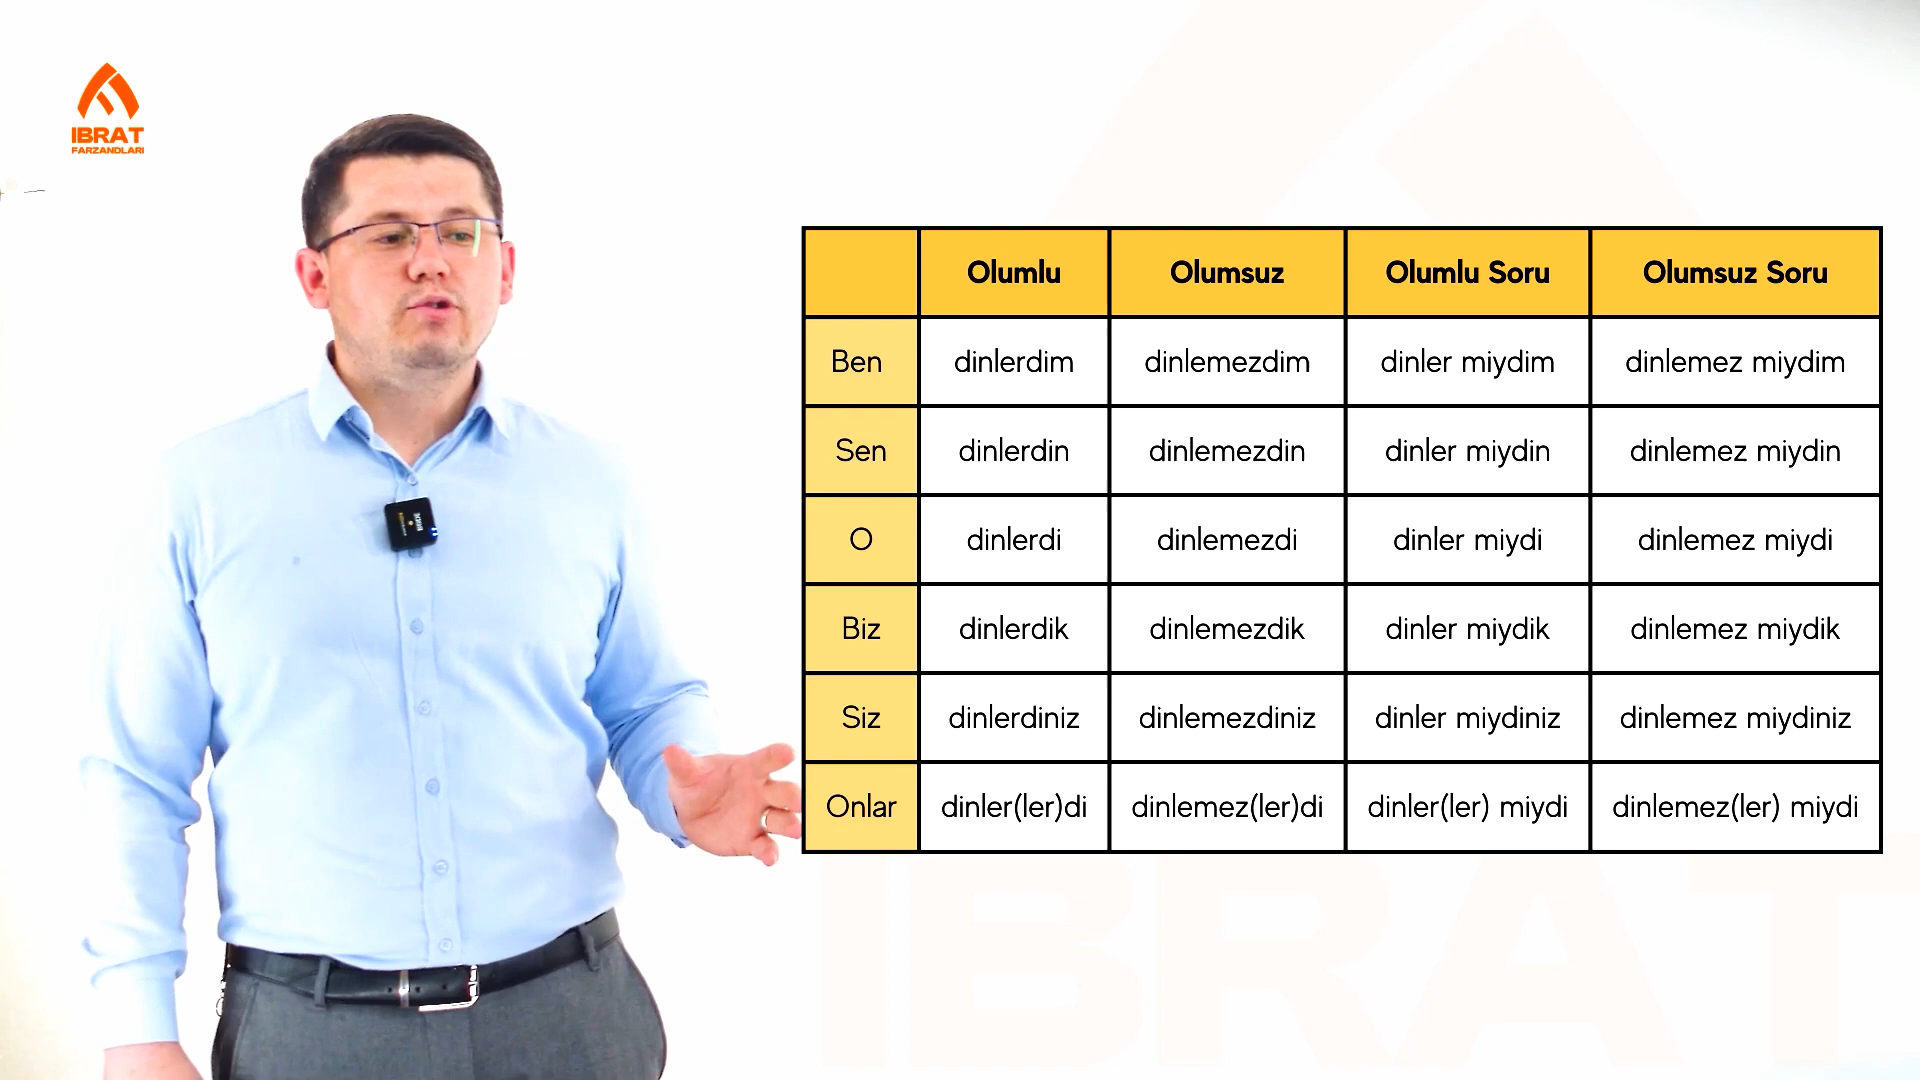 IBRAT
FARZANDLARI
Olumlu Olumsuz Olumlu Soru Olumsuz Soru
Ben dinlerdim dinlemezdim dinler miydim dinlemez miydim
Sen dinlerdin dinlemezdin dinler miydin dinlemez miydin
O dinlerdi dinlemezdi dinler miydi dinlemez miydi
Biz dinlerdik dinlemezdik dinler miydik dinlemez miydik
Siz dinlerdiniz dinlemezdiniz dinler miydiniz dinlemez miydiniz
Onlar dinler(ler)di dinlemez(ler)di dinler(ler) miydi dinlemez(ler) miydi
IBRAT